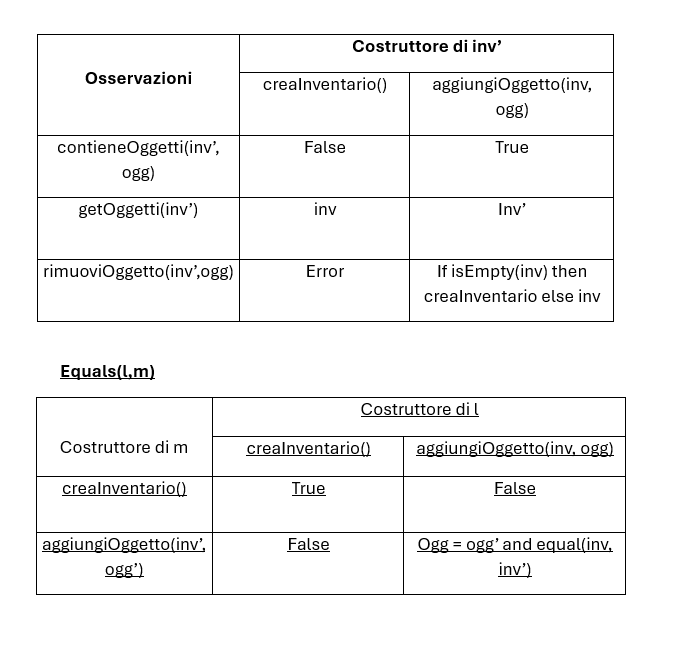 Costruttore di inv’
Osservazioni
creaInventario()
aggiungiOggetto(inv,
ogg)
contieneOggetti(inv’,
ogg)
False
True
getOggetti(inv’)
inv
Inv’
rimuoviOggetto(inv’,ogg)
Error
If isEmpty(inv) then
creaInventario else inv
Equals(l,m)
Costruttore di l
Costruttore di m
creaInventario()
aggiungiOggetto(inv, ogg)
creaInventario()
True
False
aggiungiOggetto(inv’,
ogg’)
False
Ogg = ogg’ and equal(inv,
inv’)